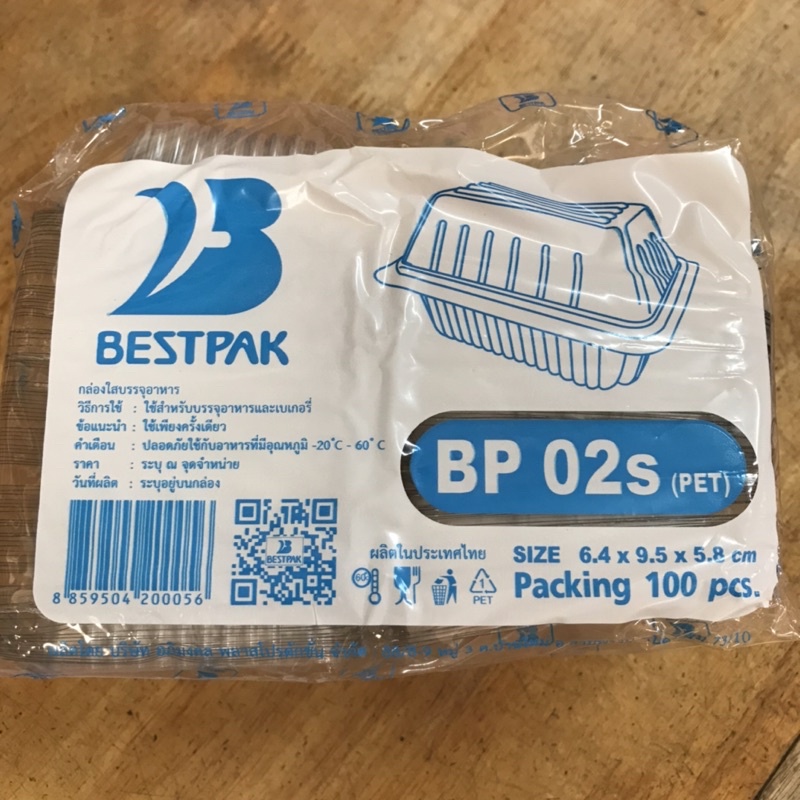 BESTPAK
กล่องใสบรรจุอาหาร
วิธีการใช้ : ใช้สำหรับบรรจุอาหารและเบเกอรี่
ข้อแนะนำ : ใช้เพียงครั้งเดียว
คำเตือน : ปลอดภัยใช้กับอาหารที่มีอุณหภูมิ -20°C - 60°C
ราคา : ระบุ ณ จุดจำหน่าย
วันที่ผลิต : ระบุอยู่บนกล่อง
BP 02s (PET)
ผลิตในประเทศไทย
SIZE 6.4 x 9.5 x 5.8 cm
Packing 100 pcs.
60°
1
PET
BESTPAK
8 859504 200056